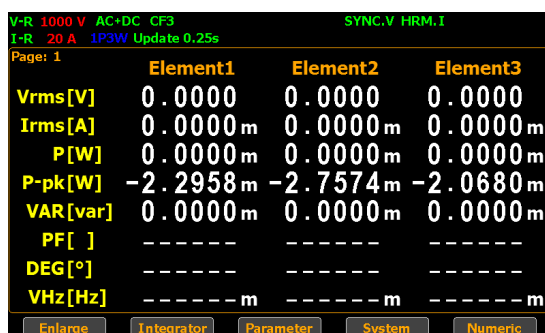 V-R 1000 V AC+DC CF3 SYNC.V HRM.I
I-R 20 A 1P3W Update 0.25s
Page: 1
Element1 Element2 Element3
Vrms[V] 0.0000 0.0000 0.0000
Irms[A] 0.0000m 0.0000m 0.0000m
P[W] 0.0000m 0.0000m 0.0000m
P-pk[W] -2.2958m -2.7574m -2.0680m
VAR[var] 0.0000m 0.0000m 0.0000m
PF[ ] ------ ------ ------
DEG[°] ------ ------ ------
VHz[Hz] ------m ------m ------m
Enlarge Integrator Parameter System Numeric